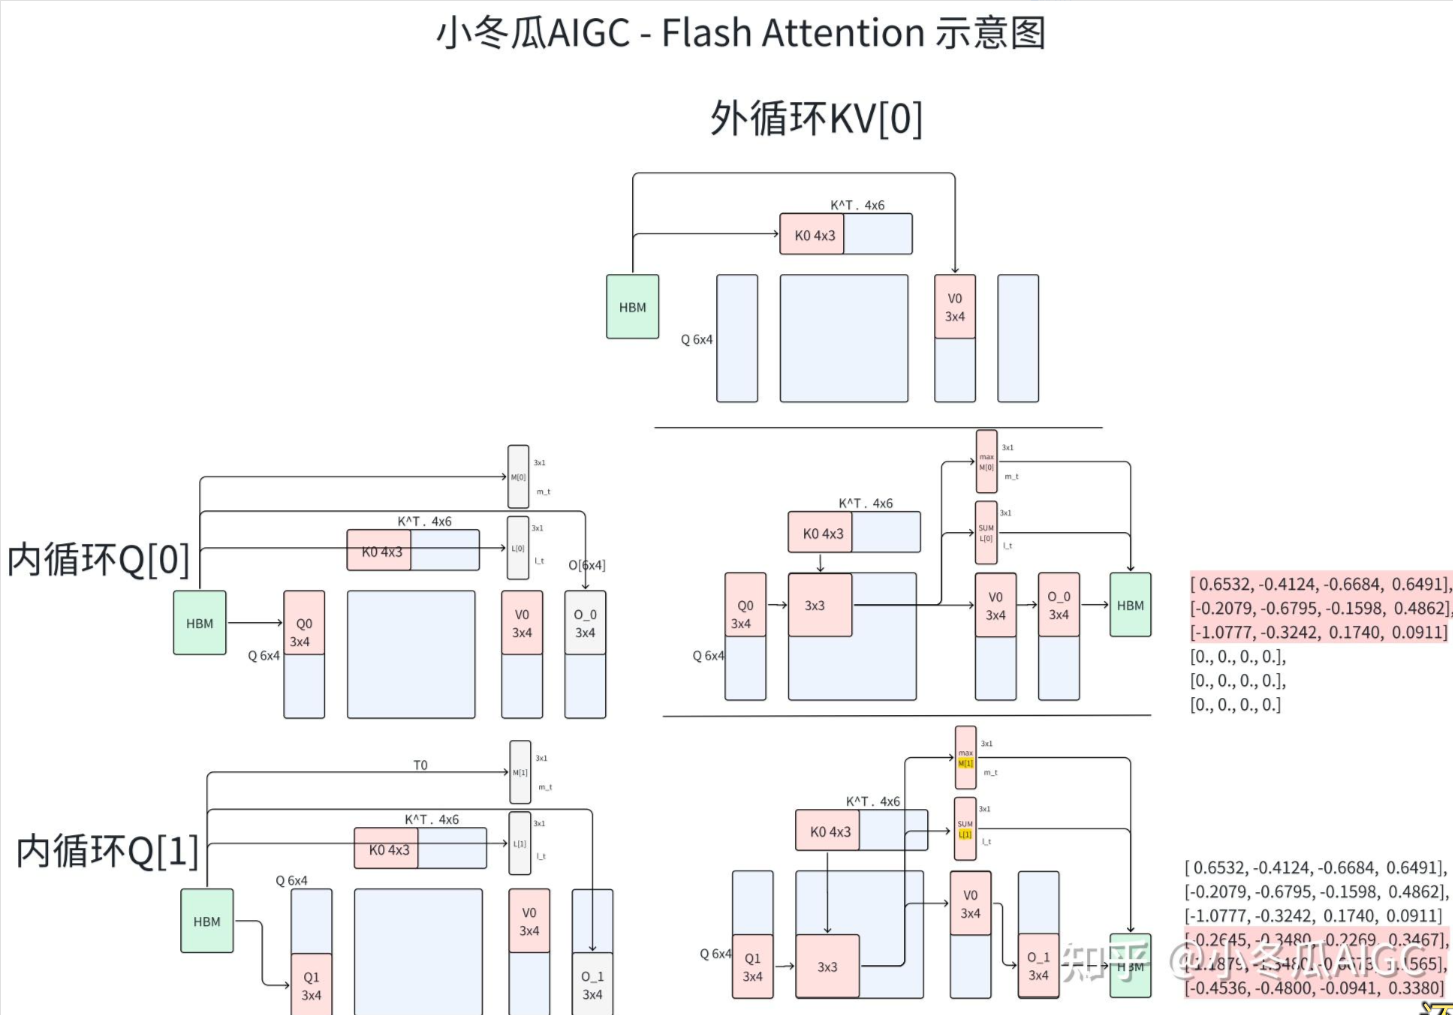 小冬瓜AIGC - Flash Attention 示意图
外循环KV[0]
K^T . 4x6
K0 4x3
HBM
V0
3x4
Q 6x4
内循环Q[0]
M[0]
3x1
m_t
K^T . 4x6
K0 4x3
L[0]
3x1
l_t
O[6x4]
HBM
Q0
3x4
Q 6x4
V0
3x4
O_0
3x4
max
M[0]
3x1
m_t
K^T . 4x6
K0 4x3
SUM
L[0]
3x1
l_t
Q0
3x4
Q 6x4
3x3
V0
3x4
O_0
3x4
HBM
[ 0.6532, -0.4124, -0.6684, 0.6491],
[-0.2079, -0.6795, -0.1598, 0.4862],
[-1.0777, -0.3242, 0.1740, 0.0911]
[0., 0., 0., 0.],
[0., 0., 0., 0.],
[0., 0., 0., 0.]
内循环Q[1]
T0
M[1]
3x1
m_t
K^T . 4x6
K0 4x3
L[1]
3x1
l_t
Q 6x4
HBM
Q1
3x4
V0
3x4
O_1
3x4
max
M[1]
3x1
m_t
K^T . 4x6
K0 4x3
SUM
L[1]
3x1
l_t
Q 6x4
Q1
3x4
3x3
V0
3x4
O_1
3x4
HBM
[ 0.6532, -0.4124, -0.6684, 0.6491],
[-0.2079, -0.6795, -0.1598, 0.4862],
[-1.0777, -0.3242, 0.1740, 0.0911]
[-0.2645, -0.3480, -0.2269, 0.3467],
[-0.4536, -0.4800, -0.0941, 0.3380]
知乎 @小冬瓜AIGC